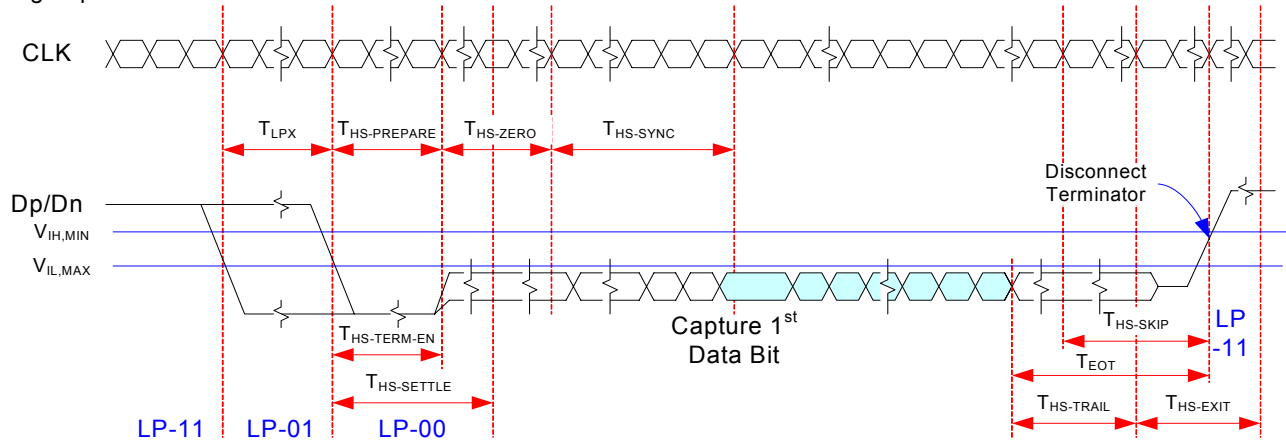 CLK
TLPX
THS-PREPARE
THS-ZERO
THS-SYNC
Disconnect
Terminator
Dp/Dn
VIH,MIN
VIL,MAX
Capture 1st
Data Bit
THS-SKIP
LP
-11
THS-TERM-EN
TEOT
THS-SETTLE
THS-TRAIL
THS-EXIT
LP-11
LP-01
LP-00